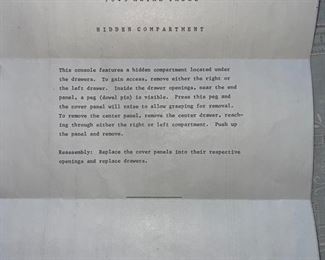 HIDDEN COMPARTMENT
This console features a hidden compartment located under
the drawers. To gain access, remove either the right or
the left drawer. Inside the drawer openings, near the end
panel, a peg (dowel pin) is visible. Press this peg and
the cover panel will raise to allow grasping for removal.
To remove the center panel, remove the center drawer, reach-
ing through either the right or left compartment. Push up
the panel and remove.
Reassembly: Replace the cover panels into their respective
openings and replace drawers.